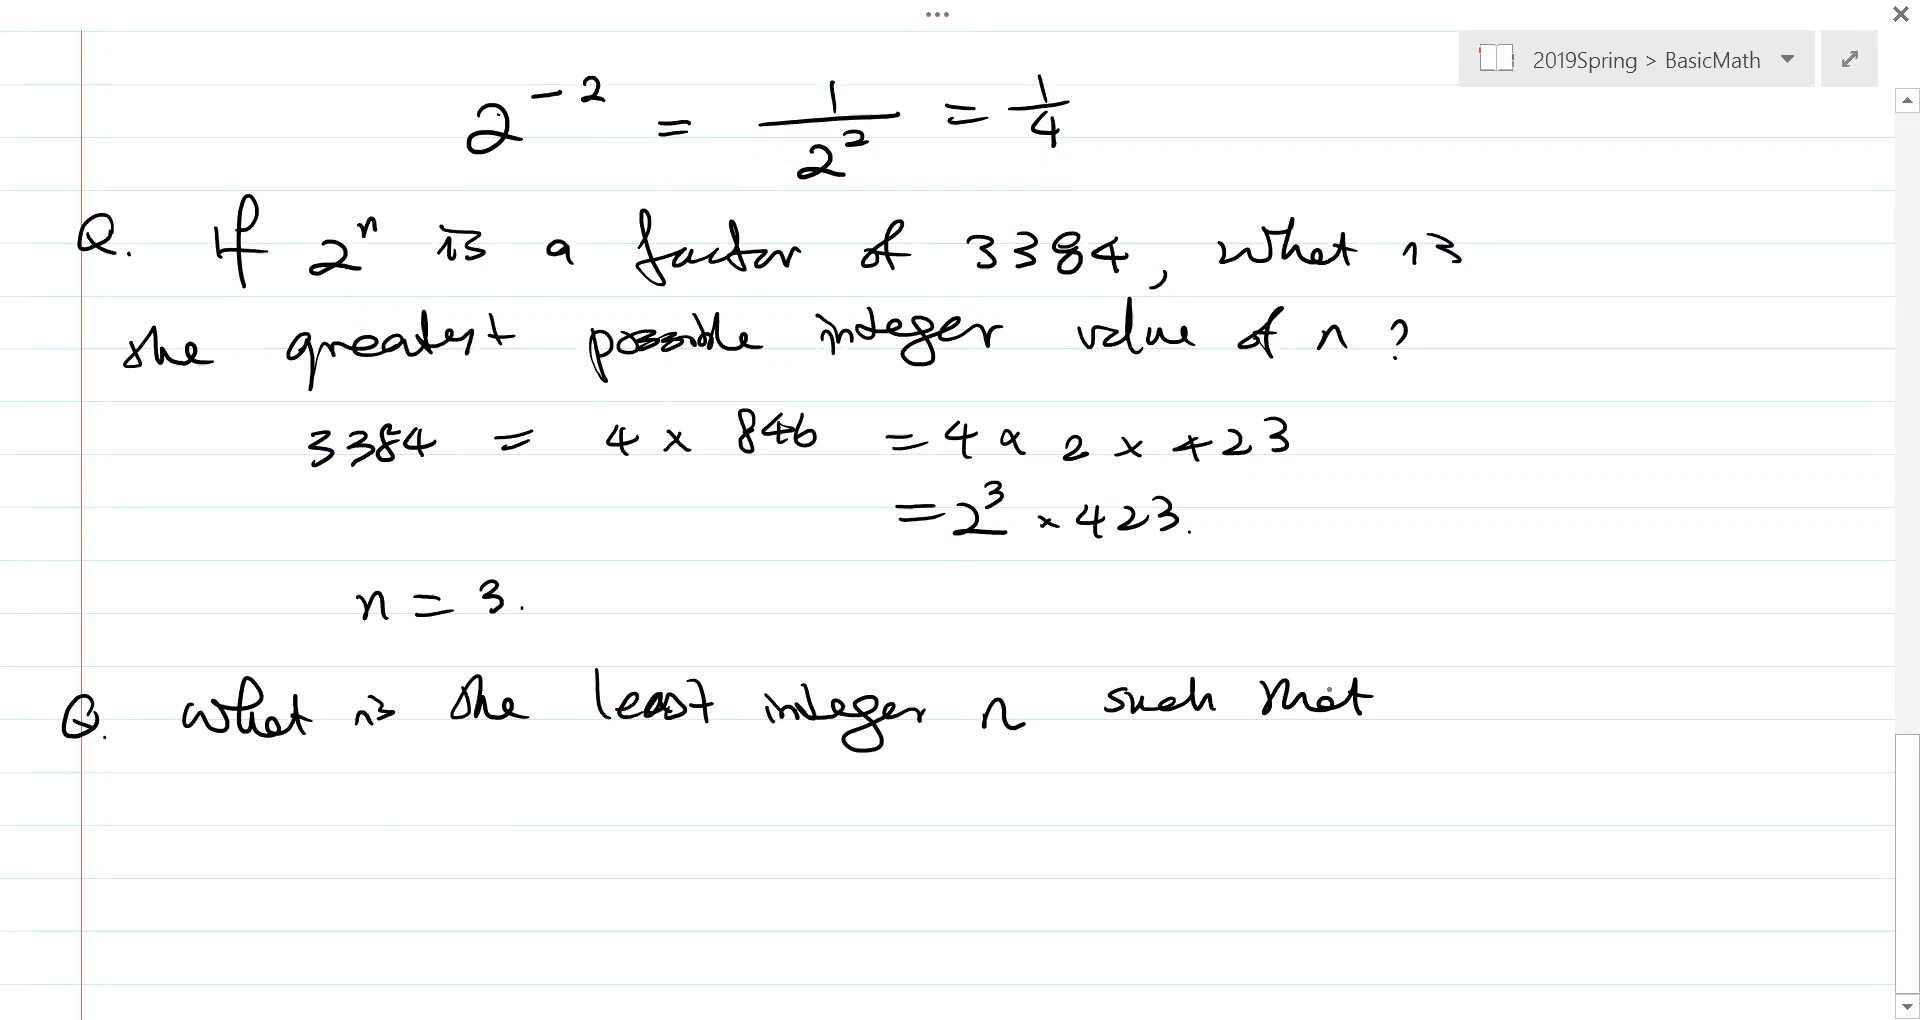 2019Spring > BasicMath
2^-2 = 1/2^2 = 1/4
Q. If 2^n is a factor of 3384, what is
the greatest possible integer value of n?
3384 = 4 x 846 = 4 x 2 x 423
= 2^3 x 423.
n = 3.
Q. what is the least integer n such that